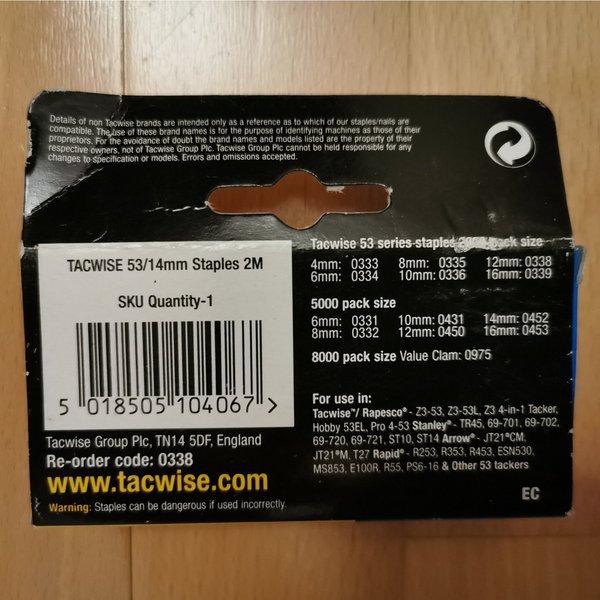 Details of non Tacwise brands are intended only as a reference as to which of our staples/nails are
compatible. The use of these brand names is for the purpose of identifying machines as those of their
proprietors. For the avoidance of doubt the brand names and models listed are the property of their
respective owners, not of Tacwise Group Plc. Tacwise Group Plc cannot be held responsible for any
changes to specification or models. Errors and omissions accepted.
TACWISE 53/14mm Staples 2M
SKU Quantity-1
5 018505 104067 >
Tacwise Group Plc, TN14 5DF, England
Re-order code: 0338
www.tacwise.com
Warning: Staples can be dangerous if used incorrectly.
Tacwise 53 series staples 2000 pack size
4mm: 0333 8mm: 0335 12mm: 0338
6mm: 0334 10mm: 0336 16mm: 0339
5000 pack size
6mm: 0331 10mm: 0431 14mm: 0452
8mm: 0332 12mm: 0450 16mm: 0453
8000 pack size Value Clam: 0975
For use in:
Tacwise™/ Rapesco® - Z3-53, Z3-53L, Z3 4-in-1 Tacker,
Hobby 53EL, Pro 4-53 Stanley® - TR45, 69-701, 69-702,
69-720, 69-721, ST10, ST14 Arrow® - JT21®CM,
JT21®M, T27 Rapid® - R253, R353, R453, ESN530,
MS853, E100R, R55, PS6-16 & Other 53 tackers
EC